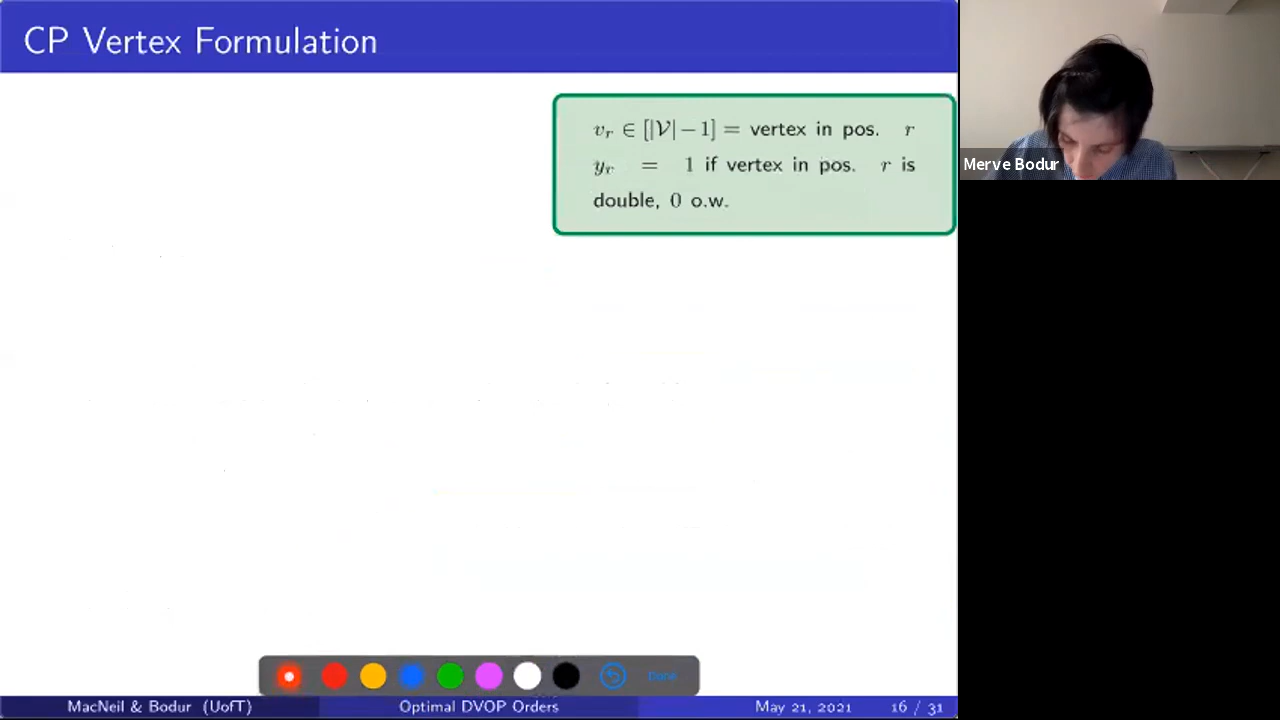 CP Vertex Formulation
v_r ∈ [|𝒱| − 1] = vertex in pos. r
y_r = 1 if vertex in pos. r is
double, 0 o.w.
Merve Bodur
Done
MacNeil & Bodur (UofT) Optimal DVOP Orders May 21, 2021 16 / 31